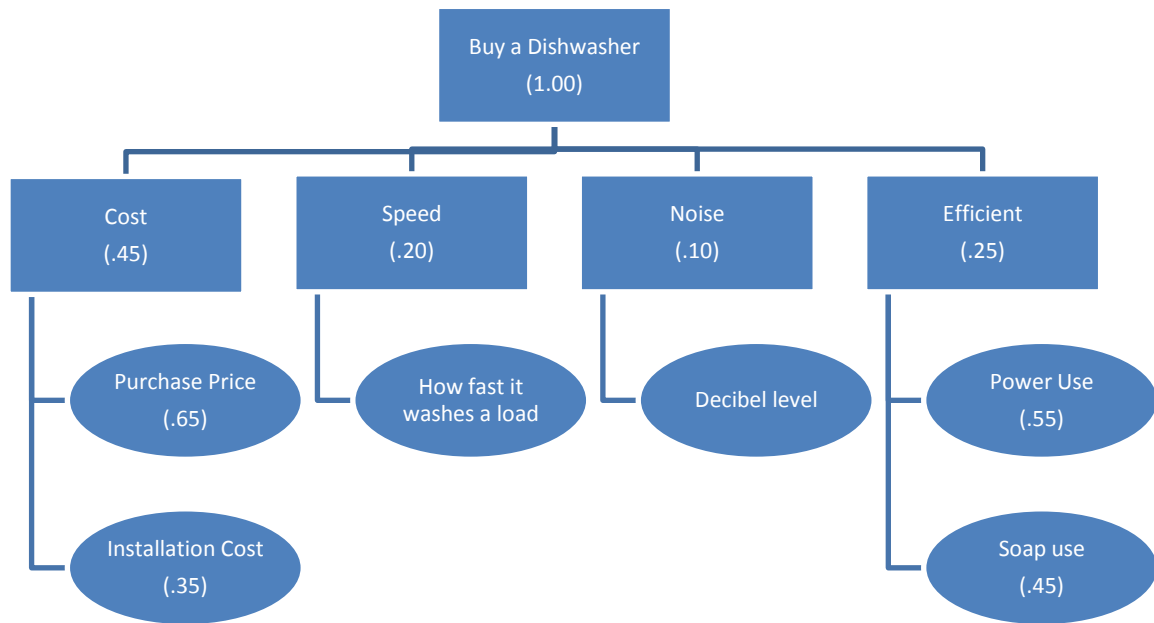 Buy a Dishwasher
(1.00)
Cost
(.45)
Speed
(.20)
Noise
(.10)
Efficient
(.25)
Purchase Price
(.65)
How fast it
washes a load
Decibel level
Power Use
(.55)
Installation Cost
(.35)
Soap use
(.45)